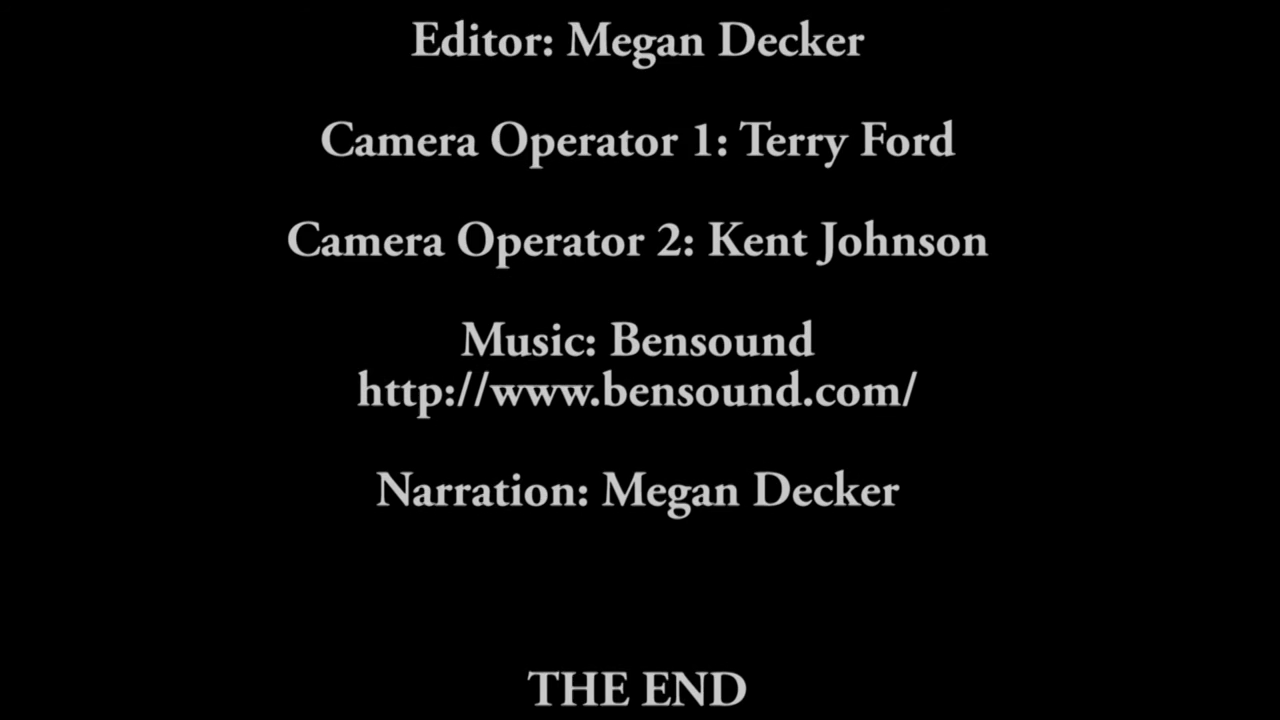 Editor: Megan Decker
Camera Operator 1: Terry Ford
Camera Operator 2: Kent Johnson
Music: Bensound
http://www.bensound.com/
Narration: Megan Decker
THE END